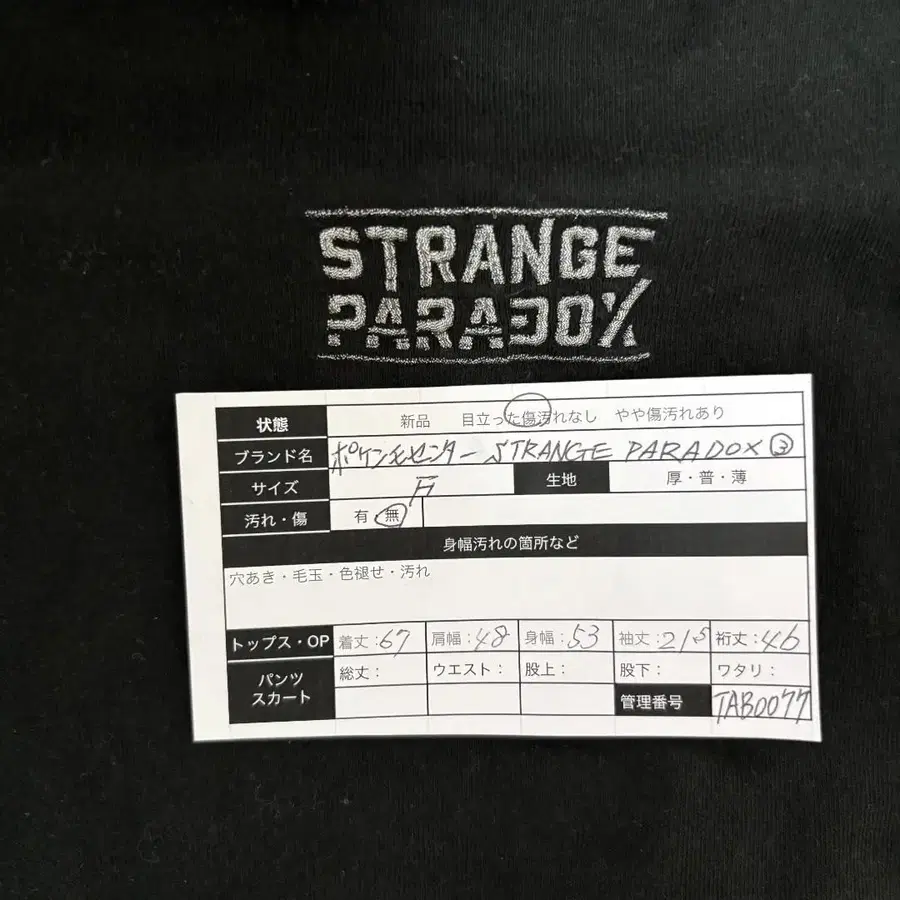 STRANGE
PARADOX
状態 新品 目立った傷汚れなし やや傷汚れあり
ブランド名 ポケンモセンター STRANGE PARADOX ③
サイズ F 生地 厚・普・薄
汚れ・傷 有 無
身幅汚れの箇所など
穴あき・毛玉・色褪せ・汚れ
トップス・OP 着丈:67 肩幅:48 身幅:53 袖丈:21.5 裄丈:46
パンツ スカート 総丈: ウエスト: 股上: 股下: ワタリ:
管理番号 TAB0077